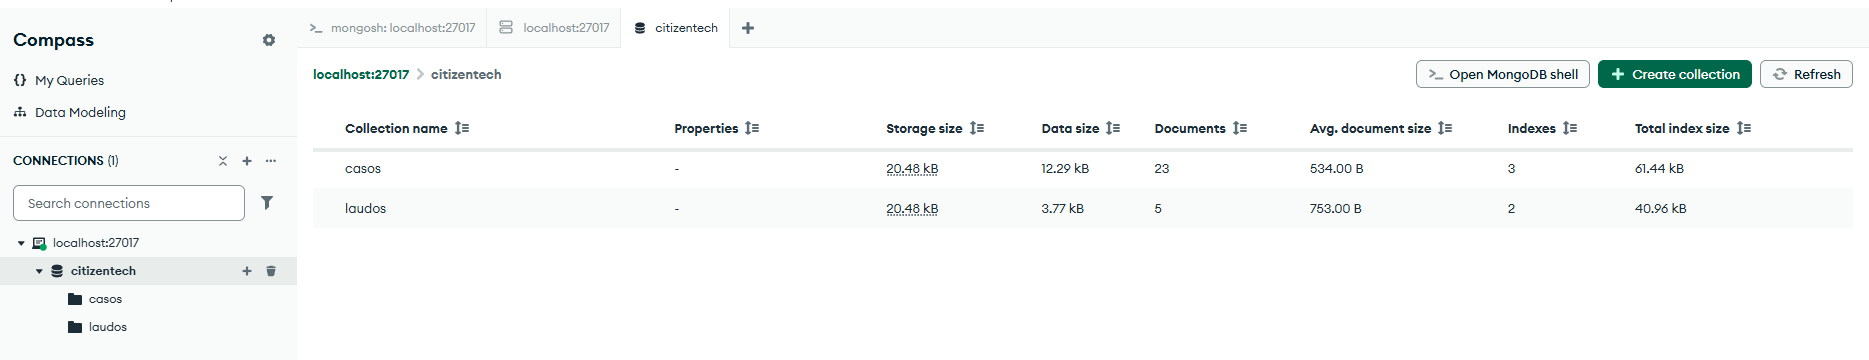 Compass
My Queries
Data Modeling
CONNECTIONS (1)
Search connections
localhost:27017
citizentech
casos
laudos
mongosh: localhost:27017
localhost:27017
citizentech
localhost:27017 > citizentech
Open MongoDB shell
Create collection
Refresh
Collection name Properties Storage size Data size Documents Avg. document size Indexes Total index size
casos - 20.48 kB 12.29 kB 23 534.00 B 3 61.44 kB
laudos - 20.48 kB 3.77 kB 5 753.00 B 2 40.96 kB